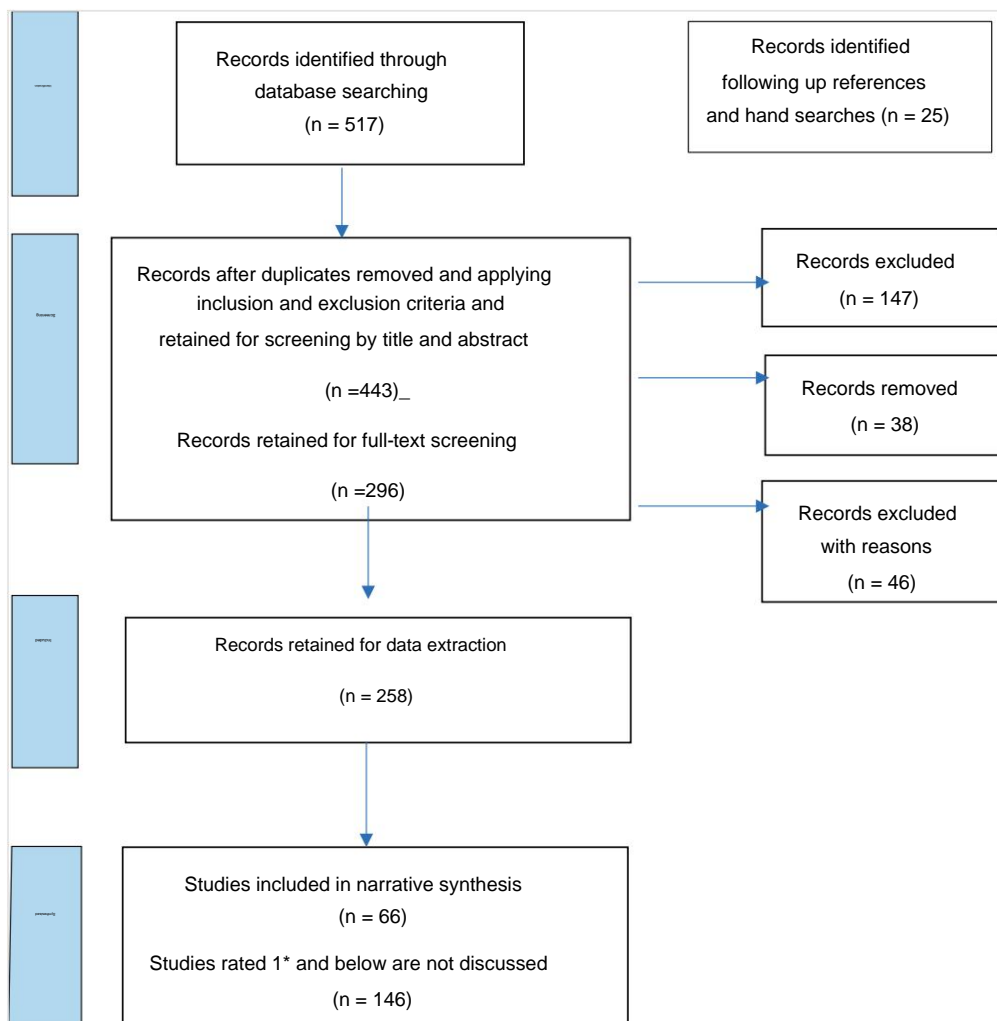 Records identified through
database searching
(n = 517)
Records identified
following up references
and hand searches (n = 25)
Records after duplicates removed and applying
inclusion and exclusion criteria and
retained for screening by title and abstract
(n =443)_
Records retained for full-text screening
(n =296)
Records excluded
(n = 147)
Records removed
(n = 38)
Records excluded
with reasons
(n = 46)
Screening
Records retained for data extraction
(n = 258)
Included
Studies included in narrative synthesis
(n = 66)
Studies rated 1* and below are not discussed
(n = 146)